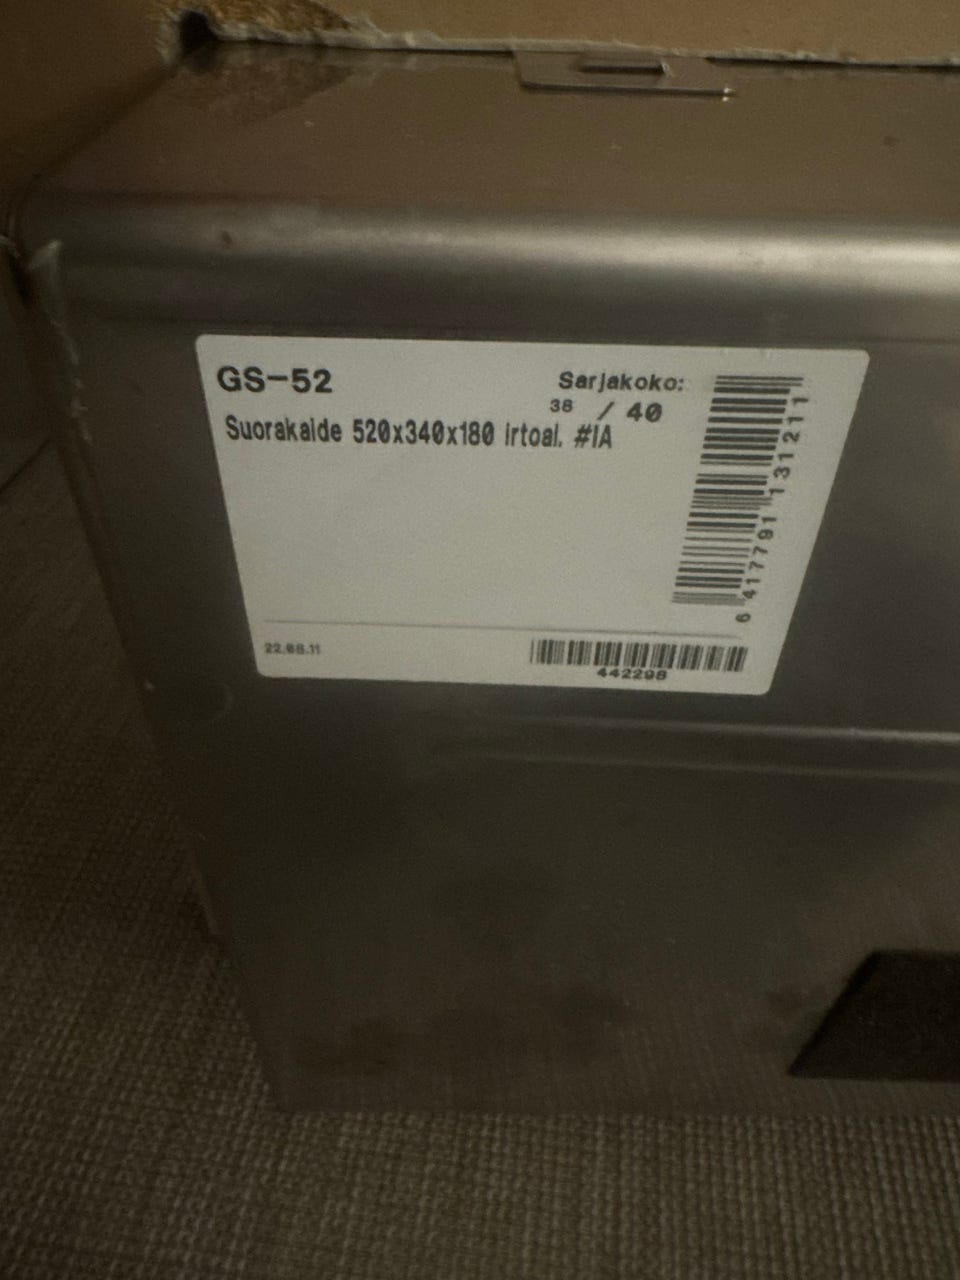 GS-52
Sarjakoko:
38 / 40
Suorakaide 520x340x180 irtoal. #IA
6 417791 131211
22.08.11
442298